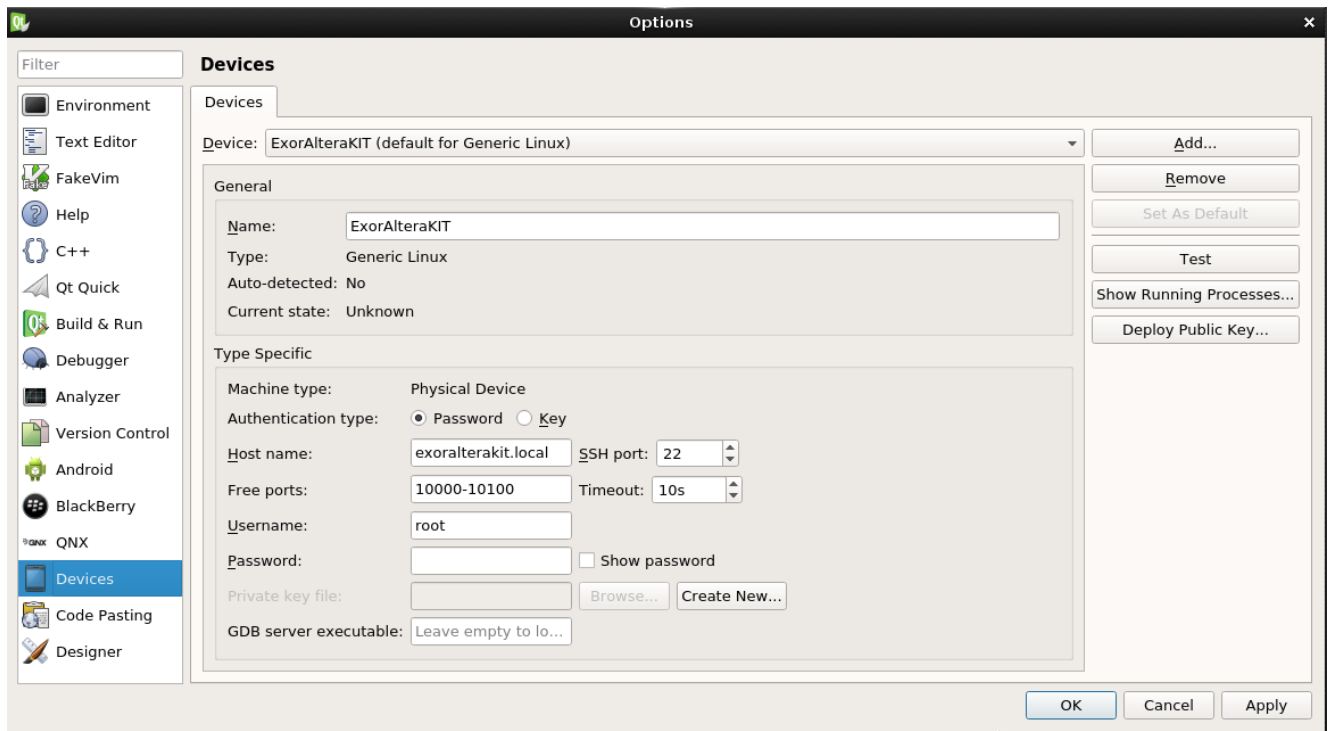 Options
Filter
Environment
Text Editor
FakeVim
Help
C++
Qt Quick
Build & Run
Debugger
Analyzer
Version Control
Android
BlackBerry
QNX QNX
Devices
Code Pasting
Designer
Devices
Devices
Device: ExorAlteraKIT (default for Generic Linux)
General
Name: ExorAlteraKIT
Type: Generic Linux
Auto-detected: No
Current state: Unknown
Type Specific
Machine type: Physical Device
Authentication type: Password Key
Host name: exoralterakit.local SSH port: 22
Free ports: 10000-10100 Timeout: 10s
Username: root
Password: Show password
Private key file: Browse... Create New...
GDB server executable: Leave empty to lo...
Add...
Remove
Set As Default
Test
Show Running Processes...
Deploy Public Key...
OK Cancel Apply